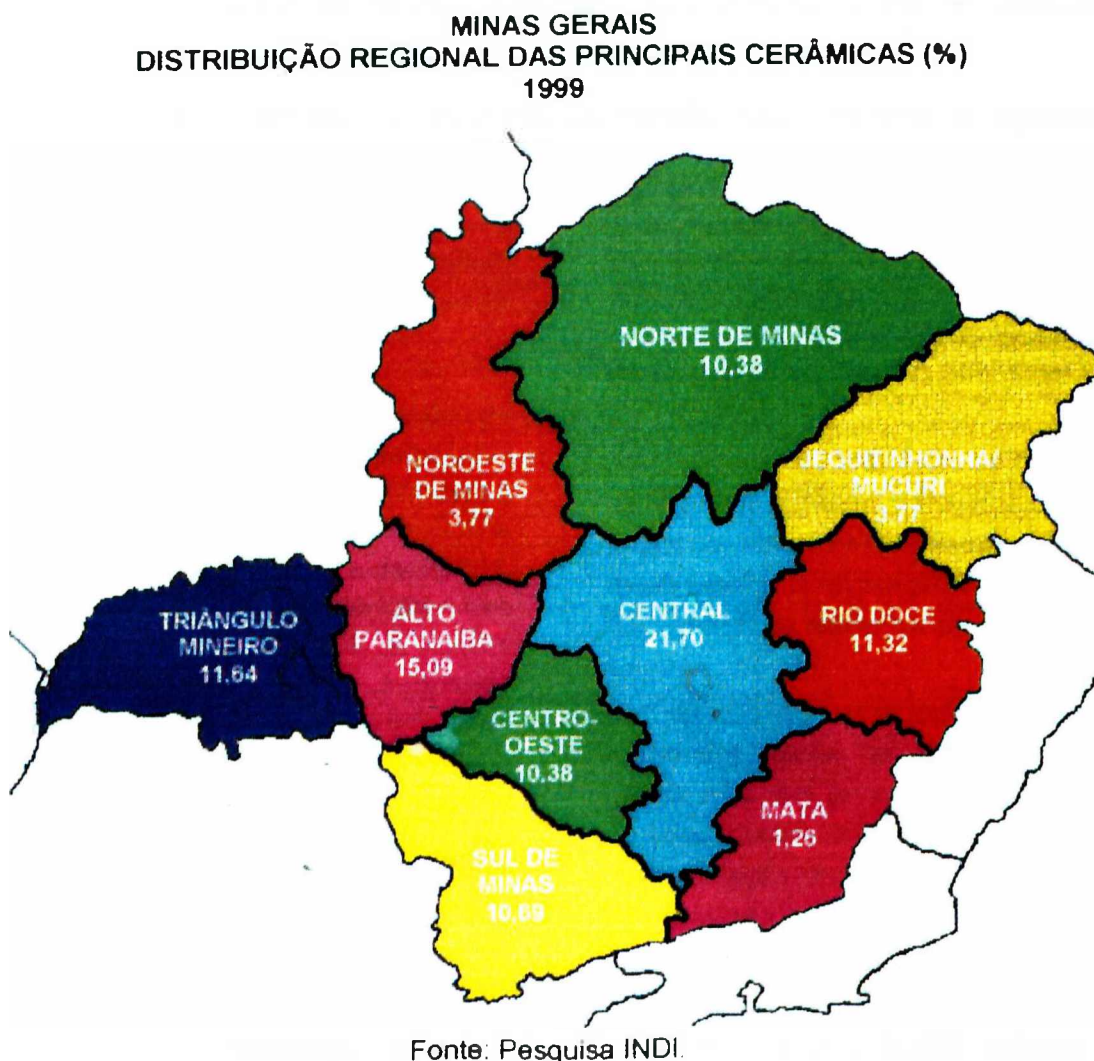 MINAS GERAIS
DISTRIBUIÇÃO REGIONAL DAS PRINCIPAIS CERÂMICAS (%)
1999
NORTE DE MINAS
10,38
NOROESTE
DE MINAS
3,77
JEQUITINHONHA/
MUCURI
3,77
TRIÂNGULO
MINEIRO
11,64
ALTO
PARANAÍBA
15,09
CENTRAL
21,70
RIO DOCE
11,32
CENTRO-
OESTE
10,38
MATA
1,26
SUL DE
MINAS
10,69
Fonte: Pesquisa INDI.